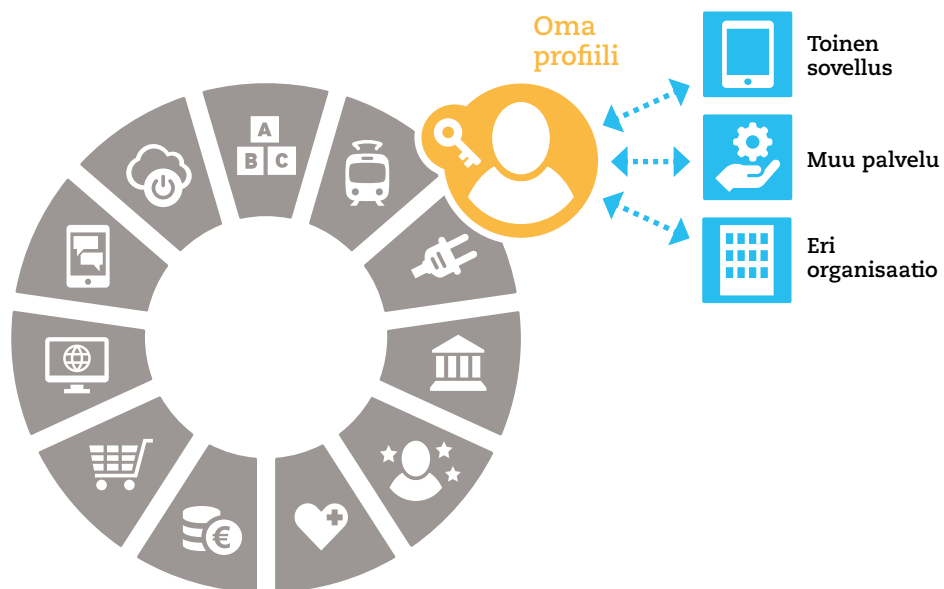 Oma
profiili
Toinen
sovellus
Muu palvelu
Eri
organisaatio
A
B C
€